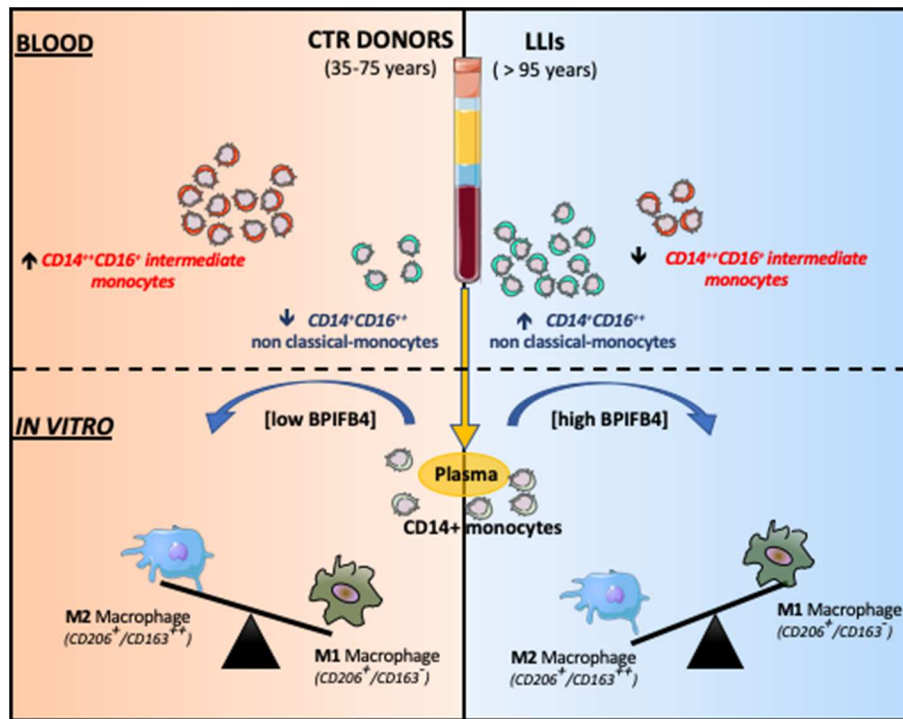 BLOOD
CTR DONORS
(35-75 years)
LLIs
( > 95 years)
↑ CD14⁺⁺CD16⁺ intermediate
monocytes
↓ CD14⁺CD16⁺⁺
non classical-monocytes
↑ CD14⁺CD16⁺⁺
non classical-monocytes
↓ CD14⁺⁺CD16⁺ intermediate
monocytes
IN VITRO
[low BPIFB4]
[high BPIFB4]
Plasma
CD14+ monocytes
M2 Macrophage
(CD206⁺/CD163⁺⁺)
M1 Macrophage
(CD206⁺/CD163⁻)
M2 Macrophage
(CD206⁺/CD163⁺⁺)
M1 Macrophage
(CD206⁺/CD163⁻)